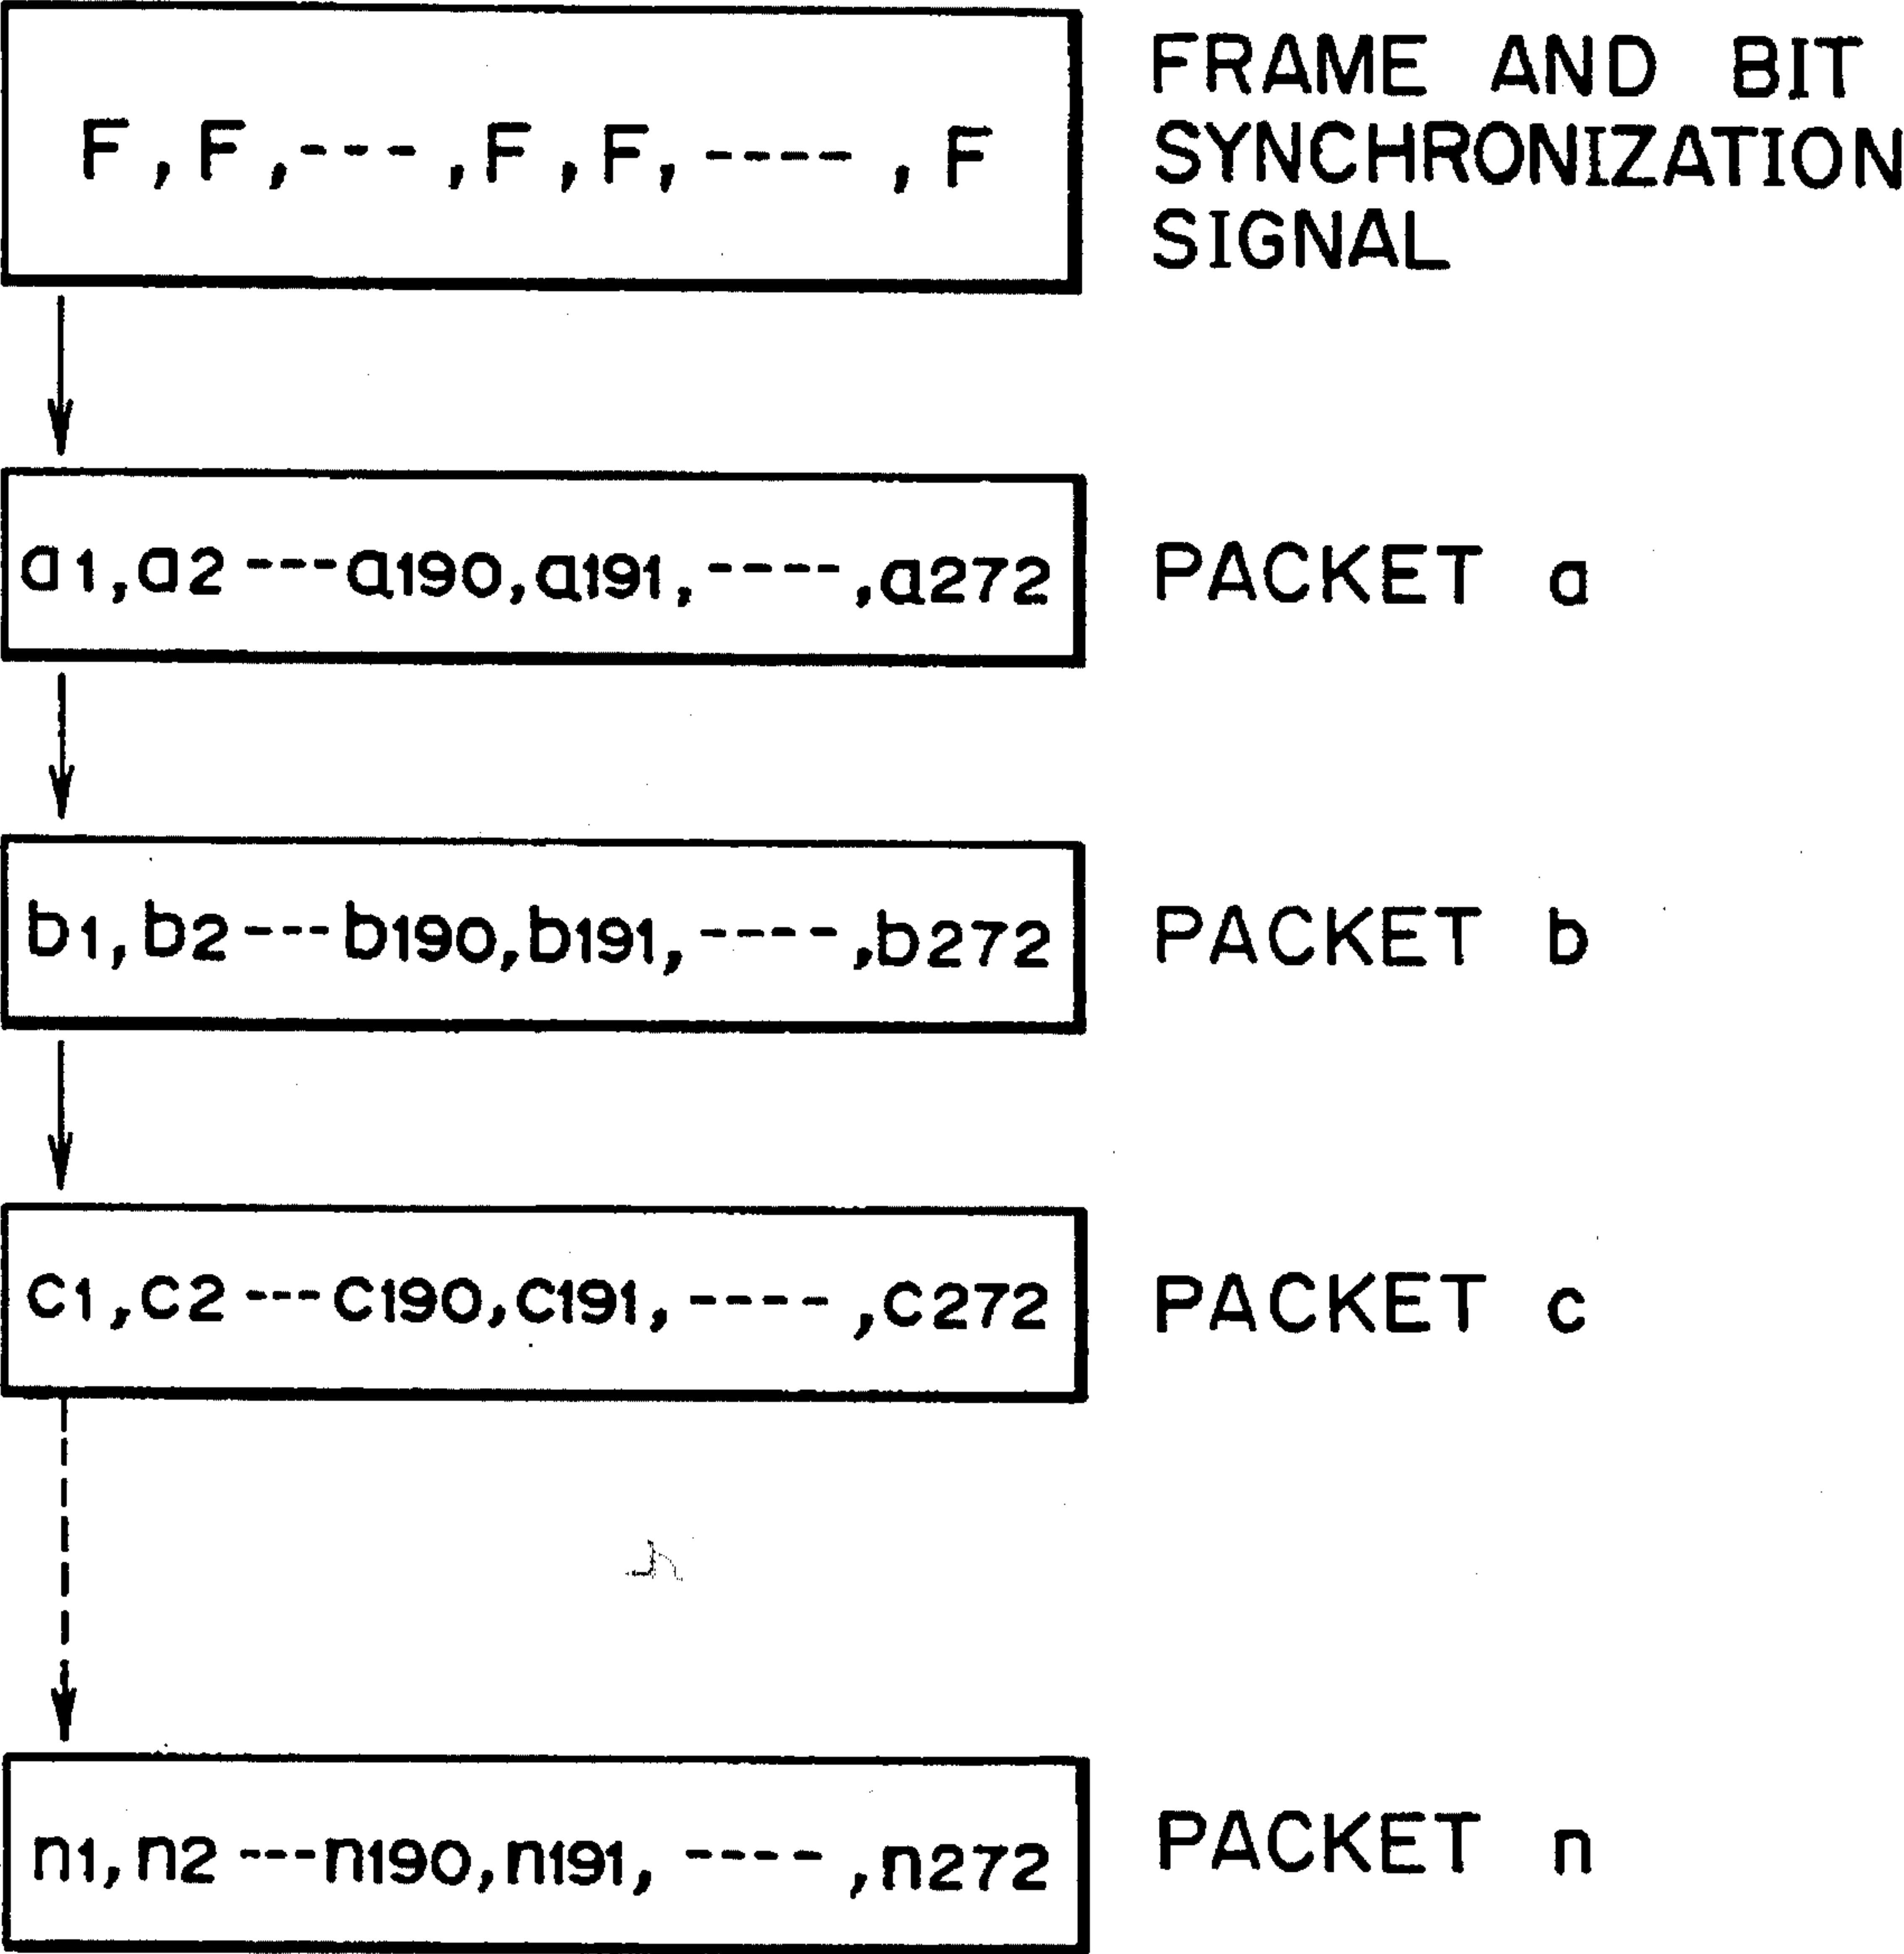 F, F, ---, F, F, ----, F
FRAME AND BIT
SYNCHRONIZATION
SIGNAL
a1, a2 --- a190, a191, ----, a272
PACKET a
b1, b2 --- b190, b191, ----, b272
PACKET b
c1, c2 --- c190, c191, ----, c272
PACKET c
n1, n2 --- n190, n191, ----, n272
PACKET n